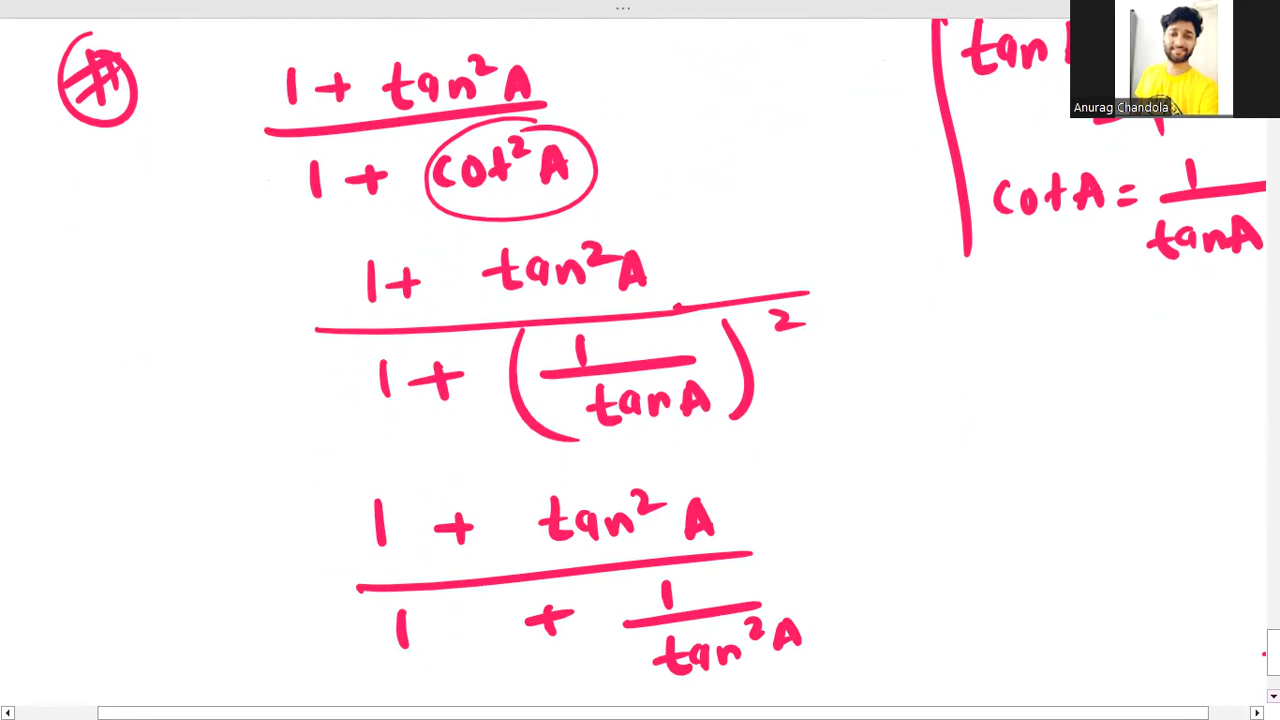 ...
# 1 + tan²A
1 + cot²A
1 + tan²A
1 + (1
tanA)²
1 + tan²A
1 + 1
tan²A
tan
cotA = 1
tanA
Anurag Chandola